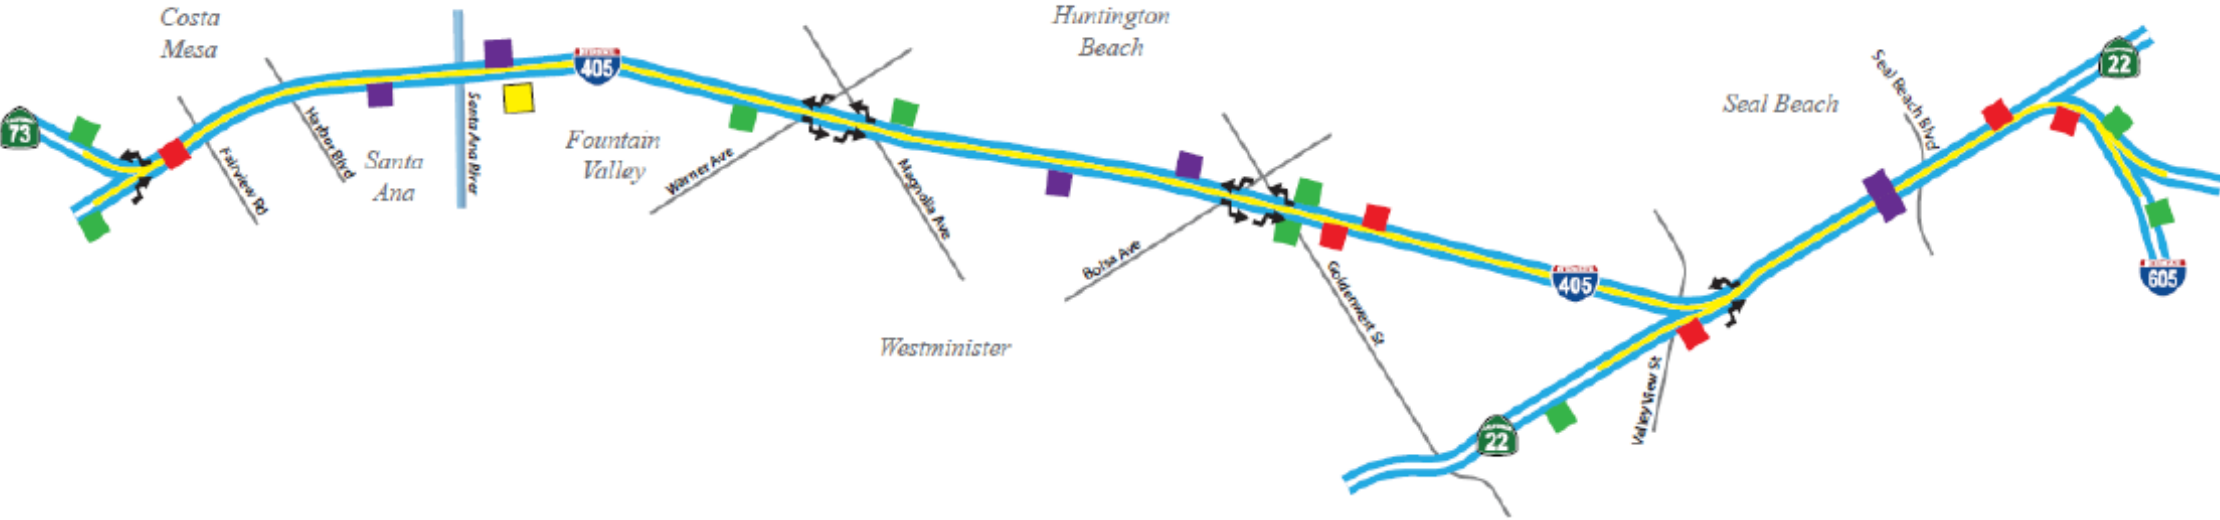 Costa
Mesa
Huntington
Beach
22
405
Seal Beach Blvd
Seal Beach
73
Harbor Blvd
Santa Ana River
Fountain
Valley
Santa
Ana
Fairview Rd
Warner Ave
Magnolia Ave
Bolsa Ave
Goldenwest St
405
605
Westminister
Valley View St
22